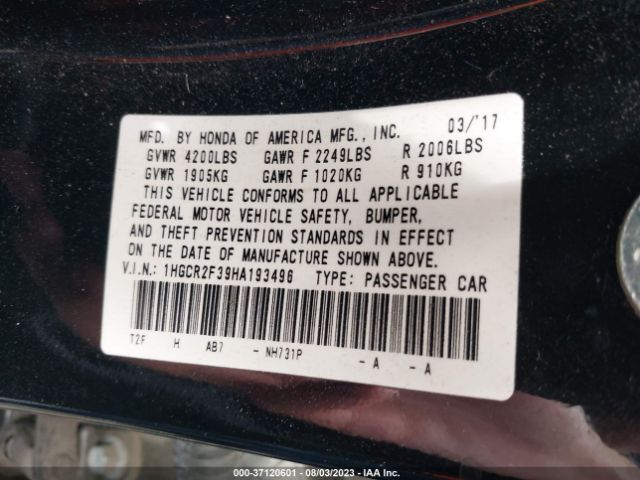 MFD. BY HONDA OF AMERICA MFG., INC. 03/'17
GVWR 4200LBS GAWR F 2249LBS R 2006LBS
GVWR 1905KG GAWR F 1020KG R 910KG
THIS VEHICLE CONFORMS TO ALL APPLICABLE
FEDERAL MOTOR VEHICLE SAFETY, BUMPER,
AND THEFT PREVENTION STANDARDS IN EFFECT
ON THE DATE OF MANUFACTURE SHOWN ABOVE.
V.I.N.: 1HGCR2F39HA193496 TYPE: PASSENGER CAR
T2F H AB7 - NH731P - A - A
000-37120601 - 08/03/2023 - IAA Inc.